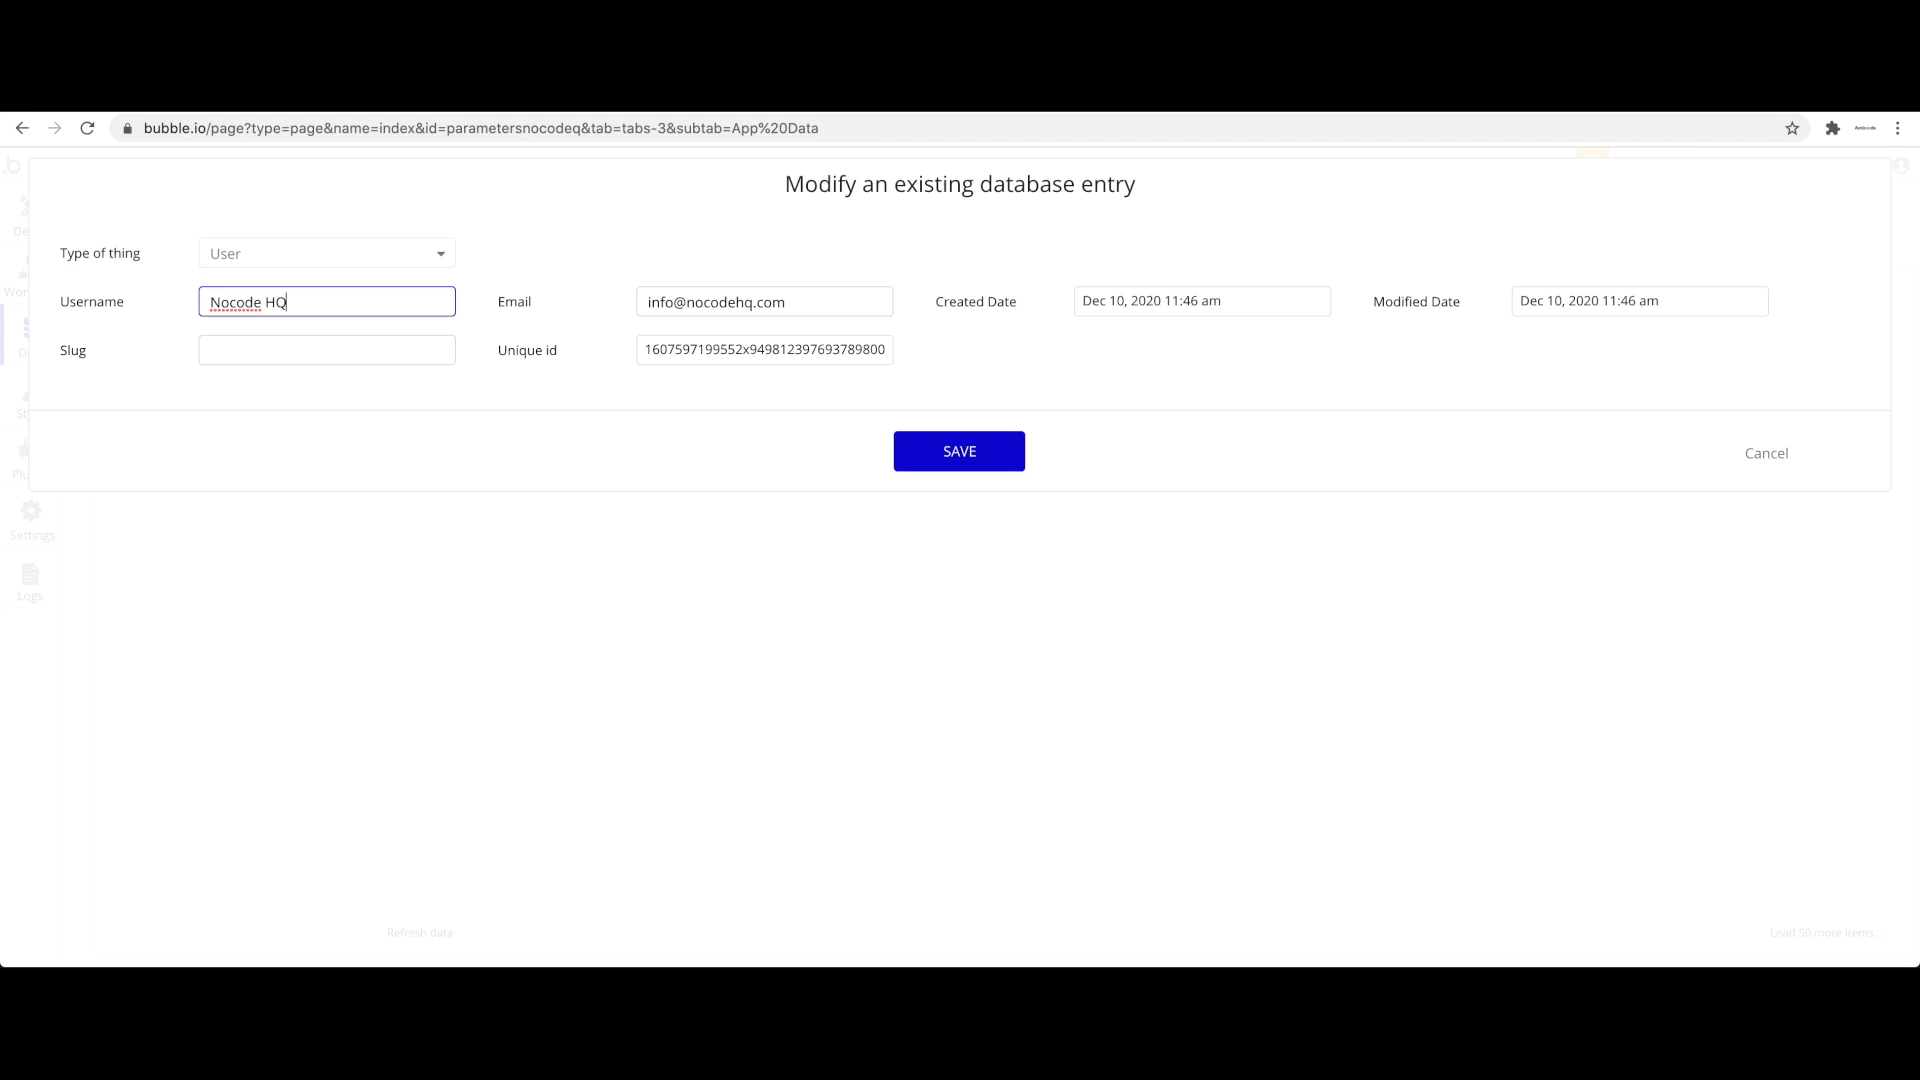 bubble.io/page?type=page&name=index&id=parametersnocodeq&tab=tabs-3&subtab=App%20Data
Modify an existing database entry
Type of thing
User
Username
Nocode HQ
Email
info@nocodehq.com
Created Date
Dec 10, 2020 11:46 am
Modified Date
Dec 10, 2020 11:46 am
Slug
Unique id
1607597199552x949812397693789800
SAVE
Cancel
Settings
Logs
Refresh data
Load 50 more items...